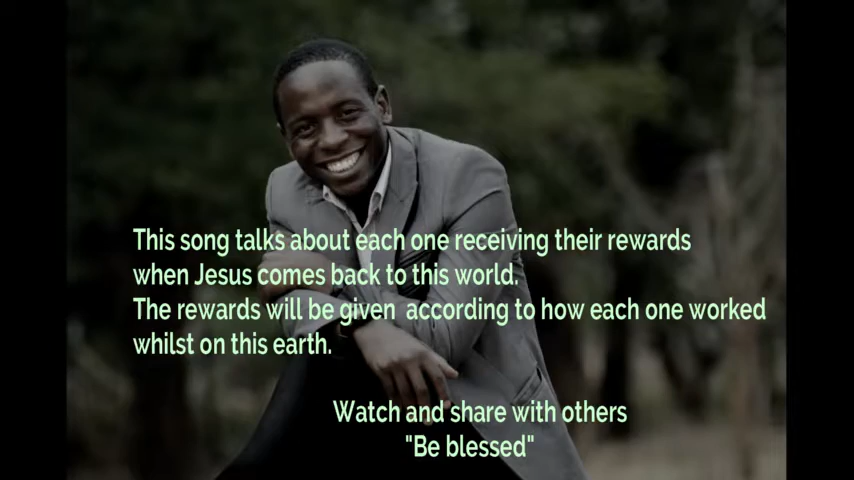 This song talks about each one receiving their rewards
when Jesus comes back to this world.
The rewards will be given  according to how each one worked
whilst on this earth.
Watch and share with others
"Be blessed"